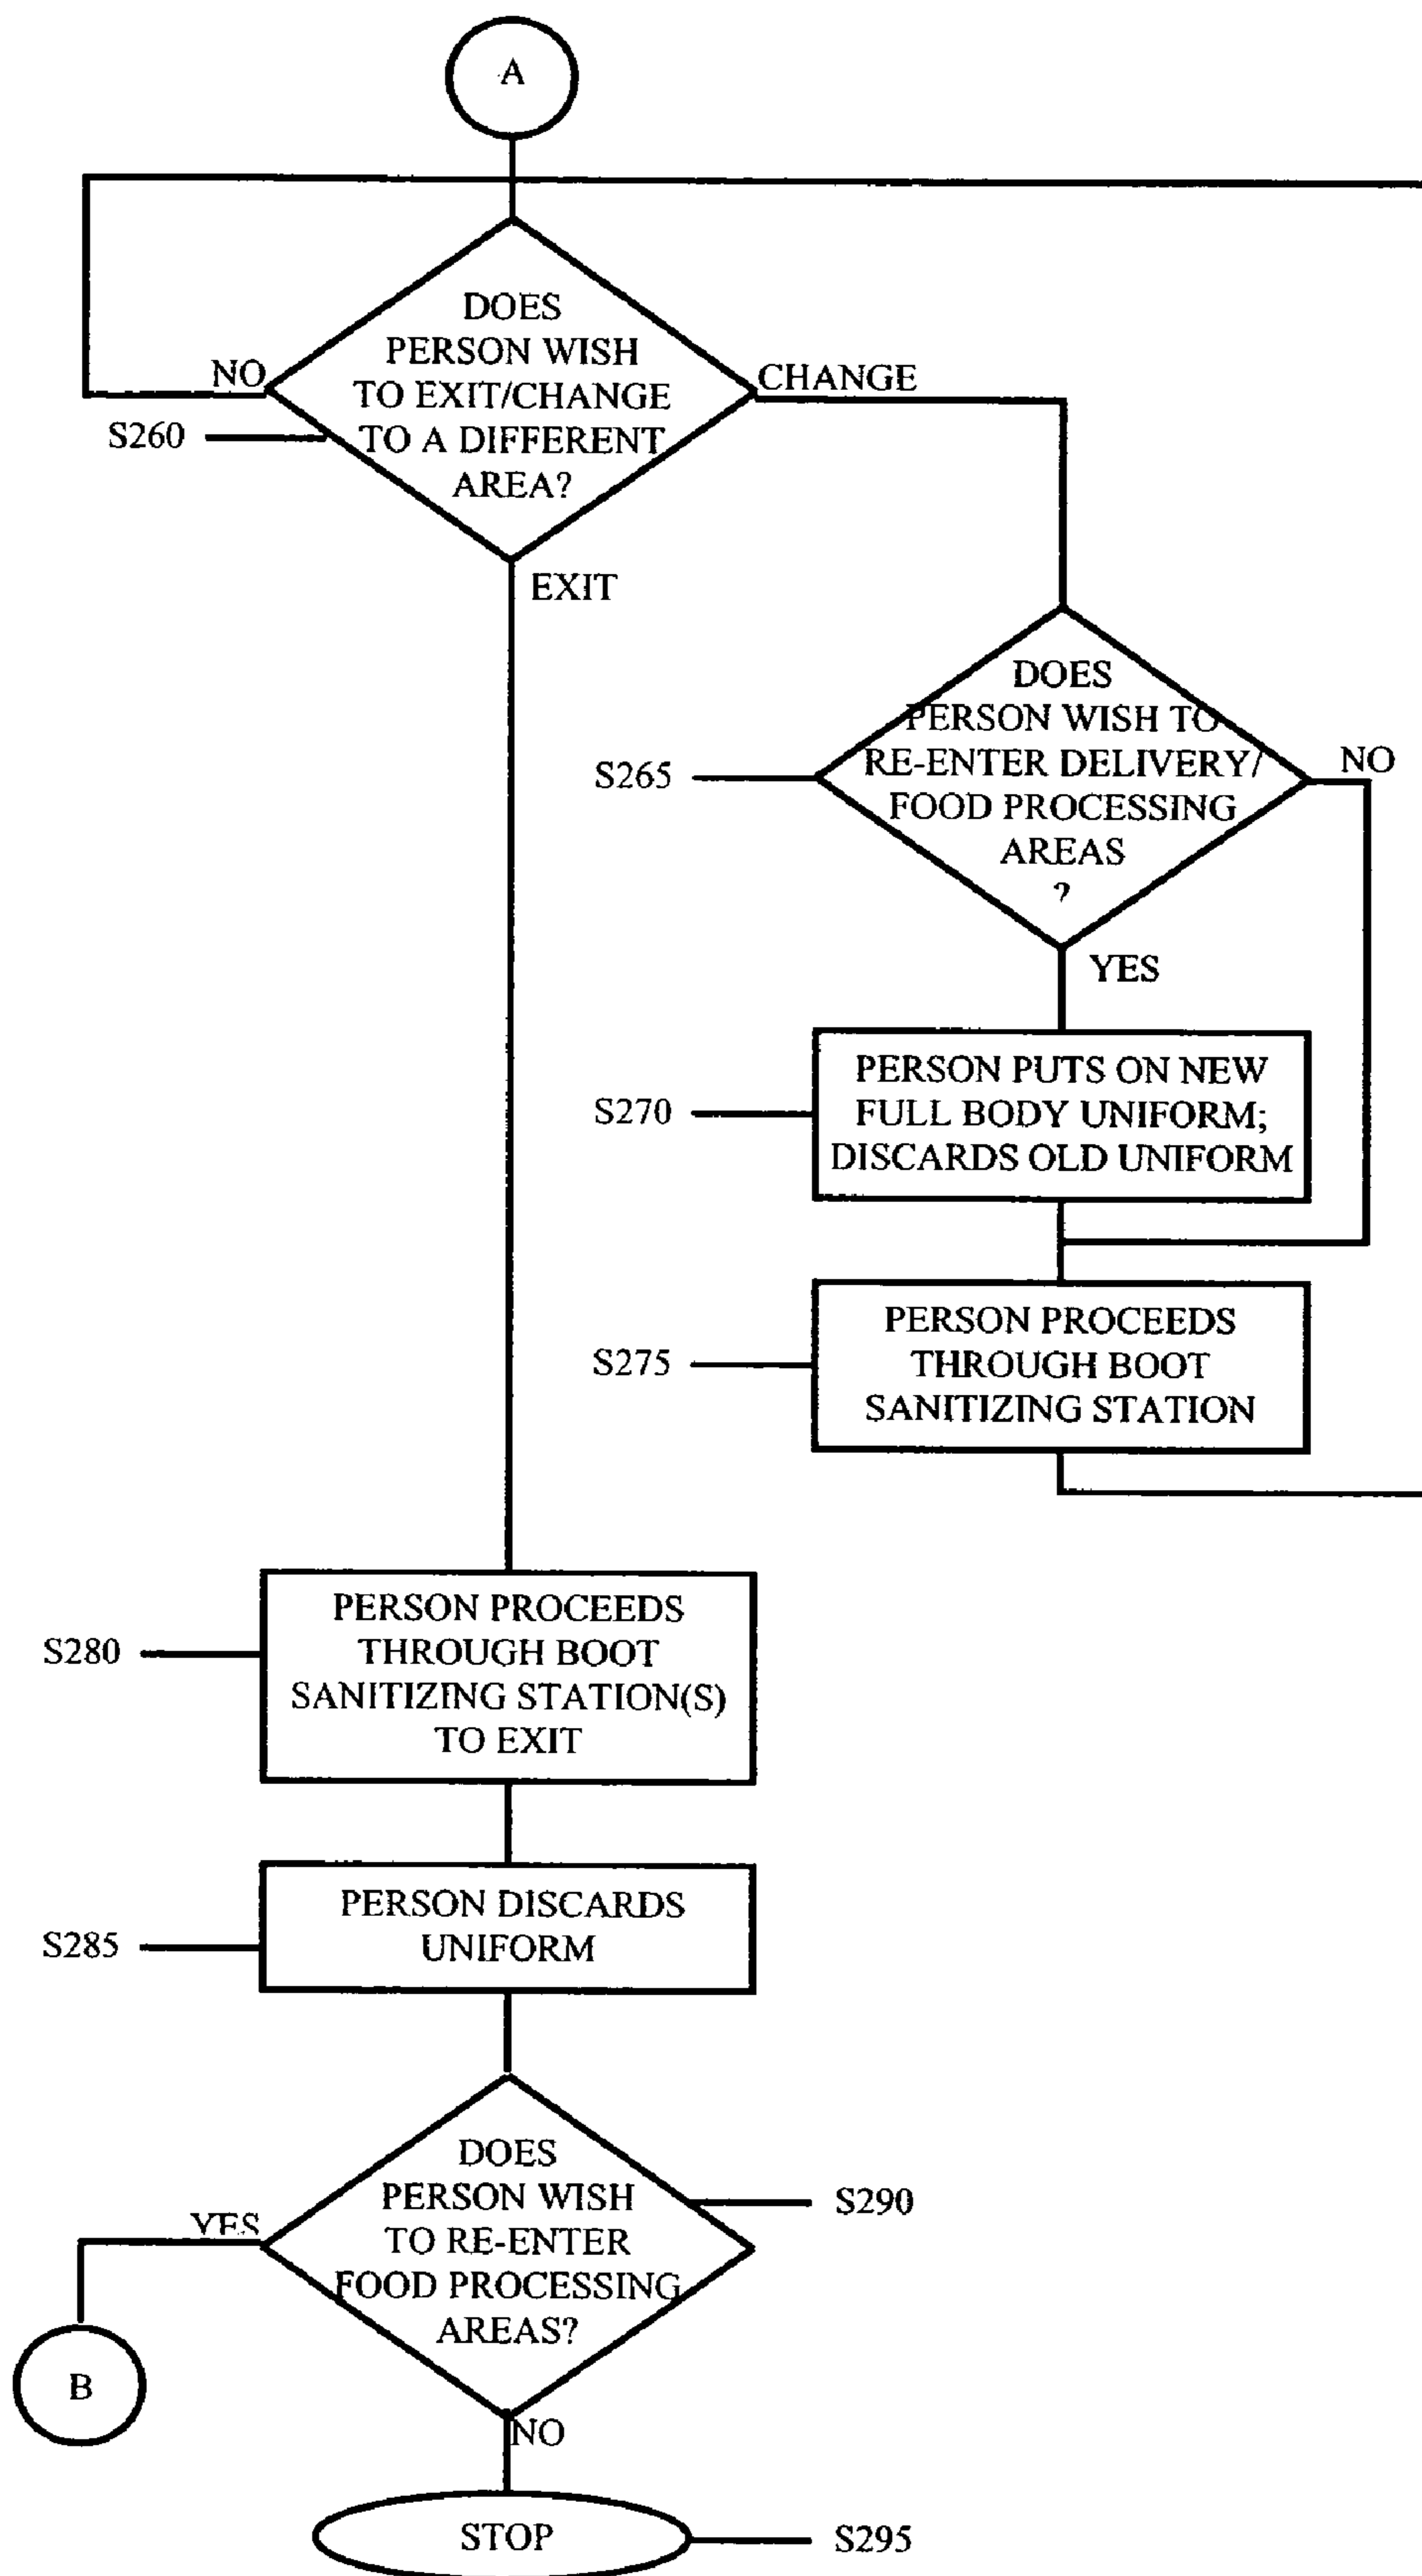 A
DOES
PERSON WISH
TO EXIT/CHANGE
TO A DIFFERENT
AREA?
NO
CHANGE
S260
EXIT
DOES
PERSON WISH TO
RE-ENTER DELIVERY/
FOOD PROCESSING
AREAS
?
S265
NO
YES
PERSON PUTS ON NEW
FULL BODY UNIFORM;
DISCARDS OLD UNIFORM
S270
PERSON PROCEEDS
THROUGH BOOT
SANITIZING STATION
S275
PERSON PROCEEDS
THROUGH BOOT
SANITIZING STATION(S)
TO EXIT
S280
PERSON DISCARDS
UNIFORM
S285
DOES
PERSON WISH
TO RE-ENTER
FOOD PROCESSING
AREAS?
S290
YES
B
NO
STOP
S295